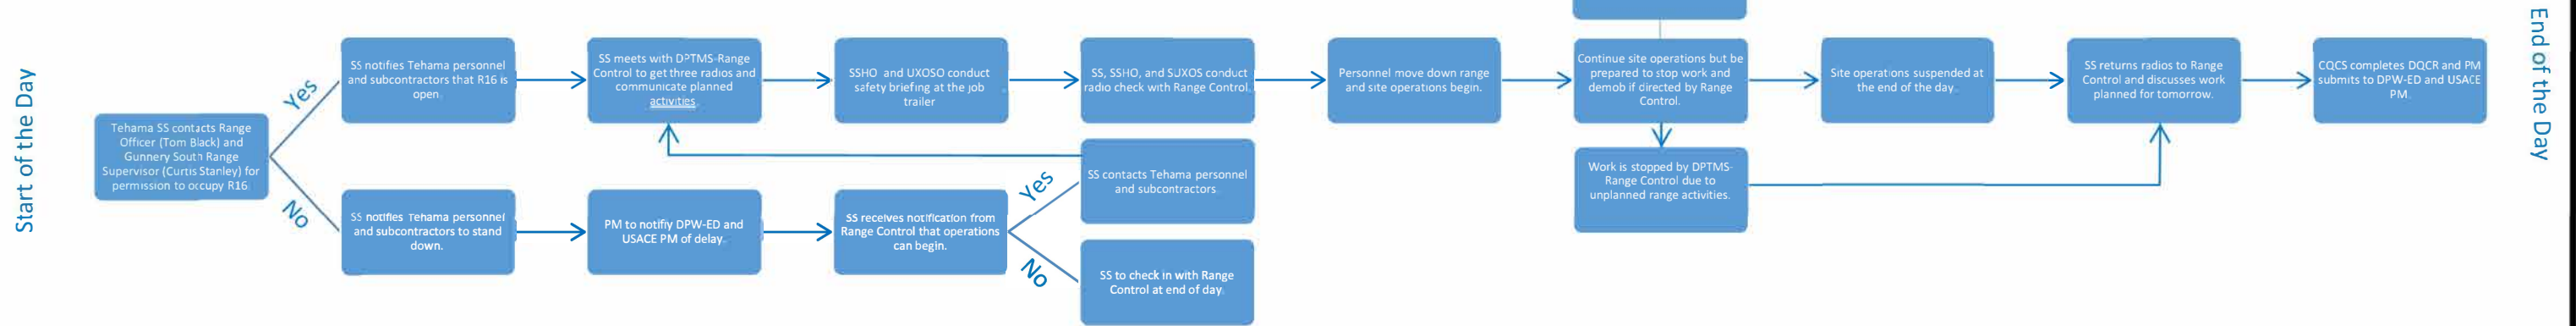 Start of the Day
Tehama SS contacts Range
Officer (Tom Black) and
Gunnery South Range
Supervisor (Curtis Stanley) for
permission to occupy R16.
Yes
SS notifies Tehama personnel
and subcontractors that R16 is
open.
SS meets with DPTMS-Range
Control to get three radios and
communicate planned
activities.
SSHO and UXOSO conduct
safety briefing at the job
trailer
SS, SSHO, and SUXOS conduct
radio check with Range Control.
Personnel move down range
and site operations begin.
Continue site operations but be
prepared to stop work and
demob if directed by Range
Control.
Site operations suspended at
the end of the day.
SS returns radios to Range
Control and discusses work
planned for tomorrow.
CQCS completes DQCR and PM
submits to DPW-ED and USACE
PM.
No
SS notifies Tehama personnel
and subcontractors to stand
down.
PM to notifiy DPW-ED and
USACE PM of delay.
SS receives notification from
Range Control that operations
can begin.
Yes
SS contacts Tehama personnel
and subcontractors.
No
SS to check in with Range
Control at end of day.
Work is stopped by DPTMS-
Range Control due to
unplanned range activities.
End of the Day